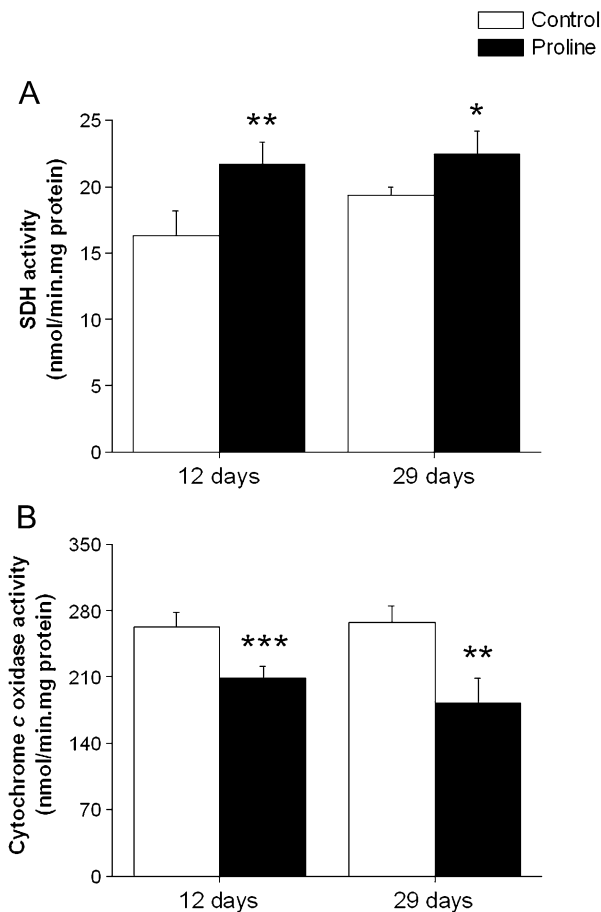 Control
Proline
A
SDH activity
(nmol/min.mg protein)
25
20
15
10
5
0
**
*
12 days
29 days
B
Cytochrome c oxidase activity
(nmol/min.mg protein)
350
280
210
140
70
0
***
**
12 days
29 days